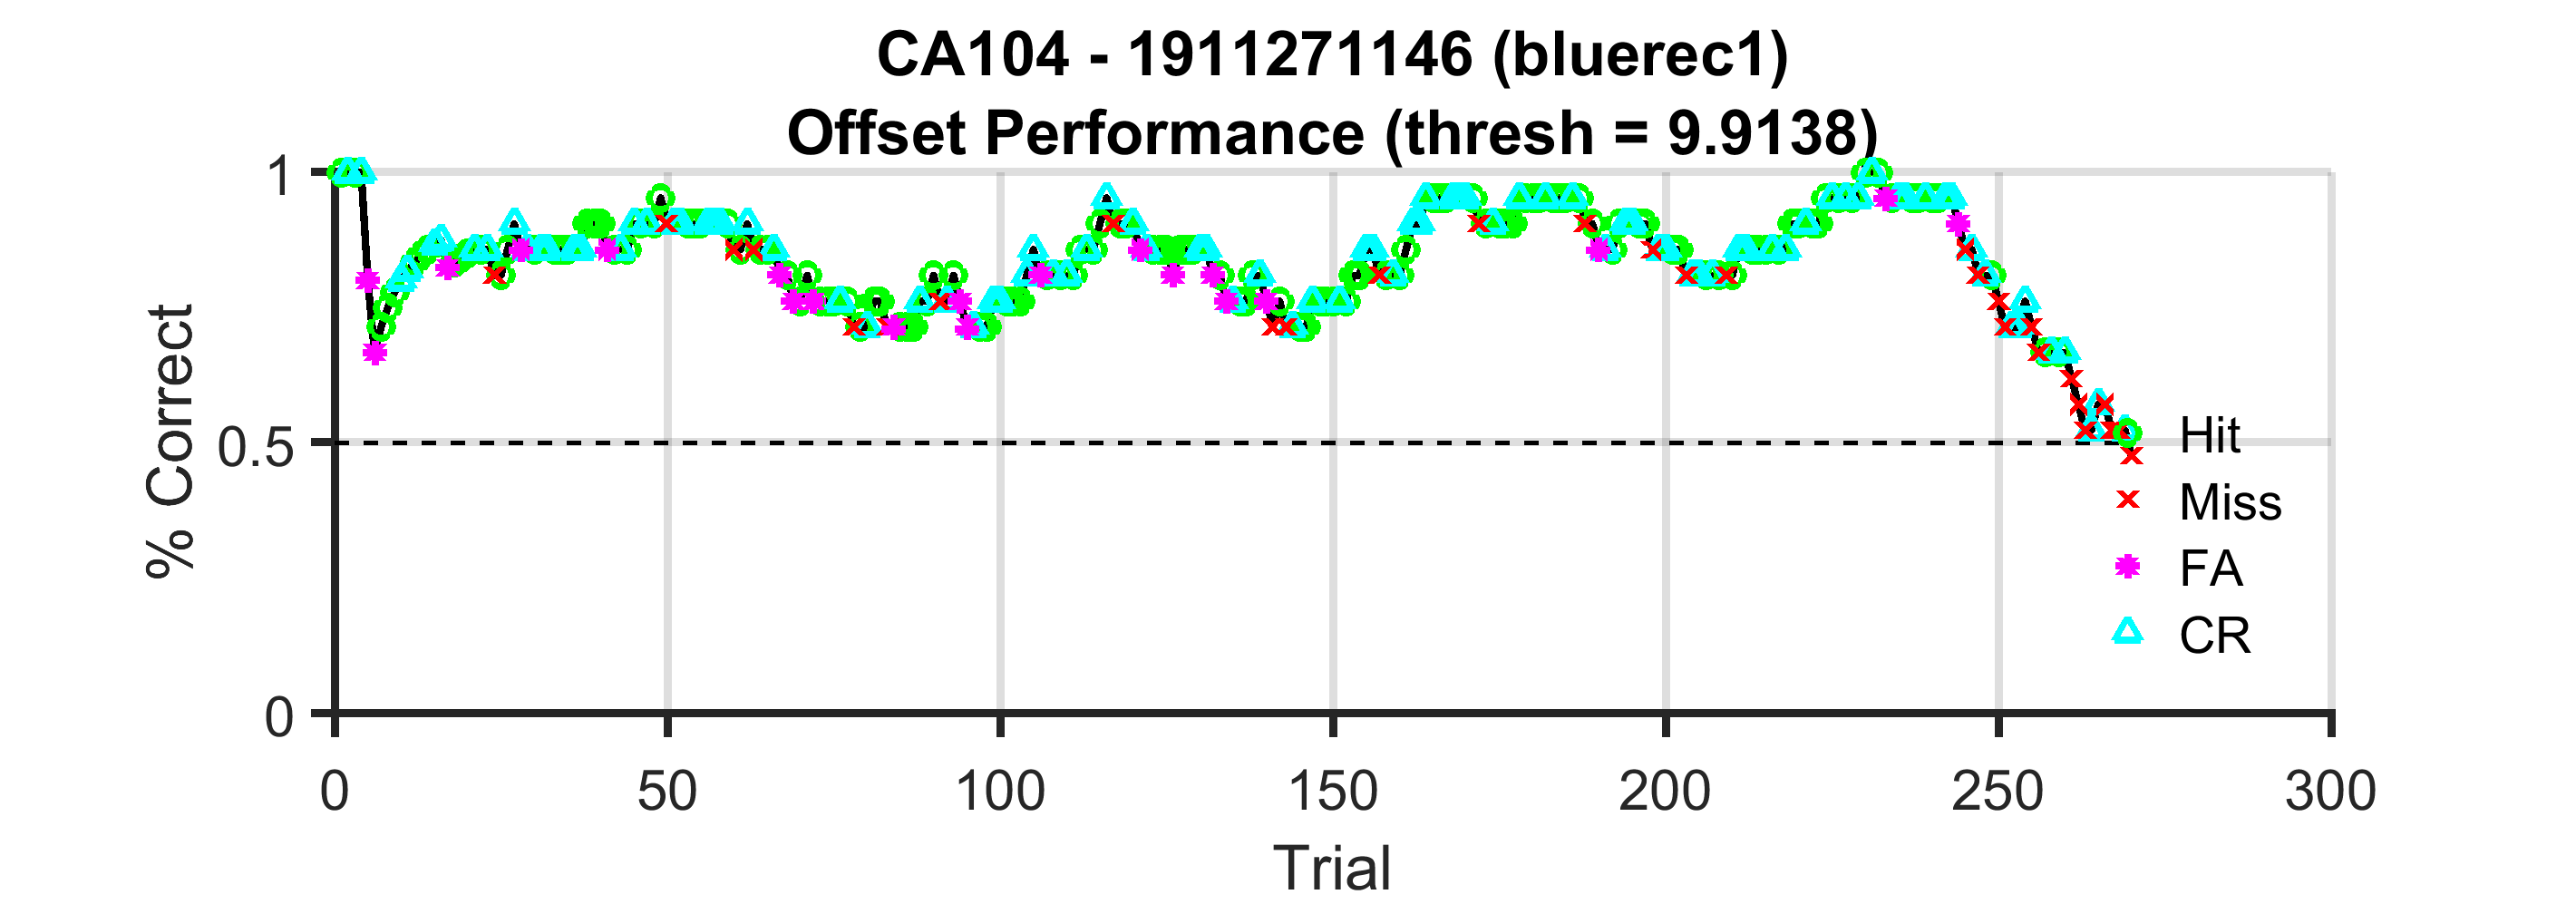 CA104 - 1911271146 (bluerec1)
Offset Performance (thresh = 9.9138)
1
0.5
0
% Correct
Hit
Miss
FA
CR
0 50 100 150 200 250 300
Trial